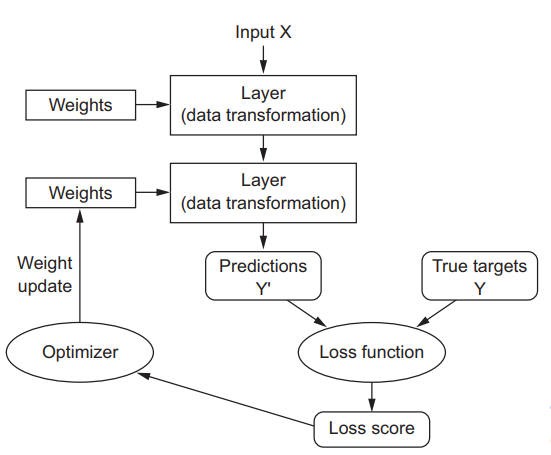 Input X
Weights
Layer
(data transformation)
Weights
Layer
(data transformation)
Weight
update
Predictions
Y'
True targets
Y
Optimizer
Loss function
Loss score